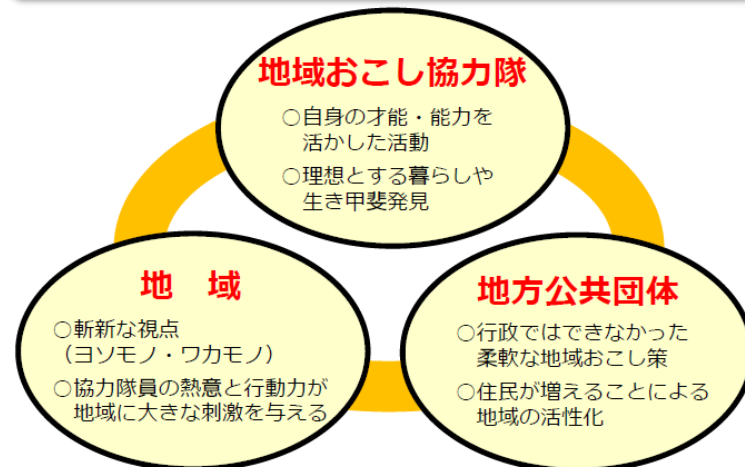 地域おこし協力隊
○自身の才能・能力を
活かした活動
○理想とする暮らしや
生き甲斐発見
地 域
○斬新な視点
（ヨソモノ・ワカモノ）
○協力隊員の熱意と行動力が
地域に大きな刺激を与える
地方公共団体
○行政ではできなかった
柔軟な地域おこし策
○住民が増えることによる
地域の活性化